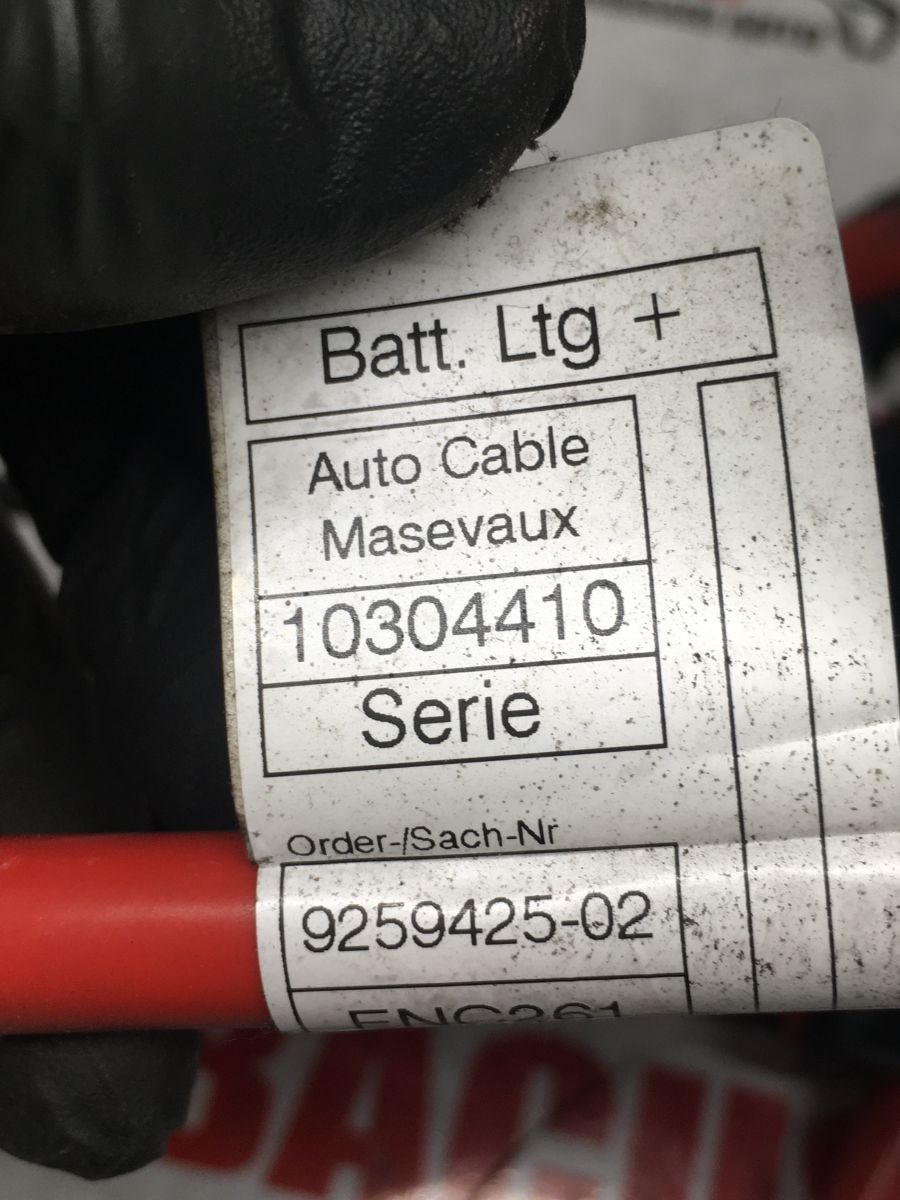 Batt. Ltg +
Auto Cable
Masevaux
10304410
Serie
Order-/Sach-Nr
9259425-02